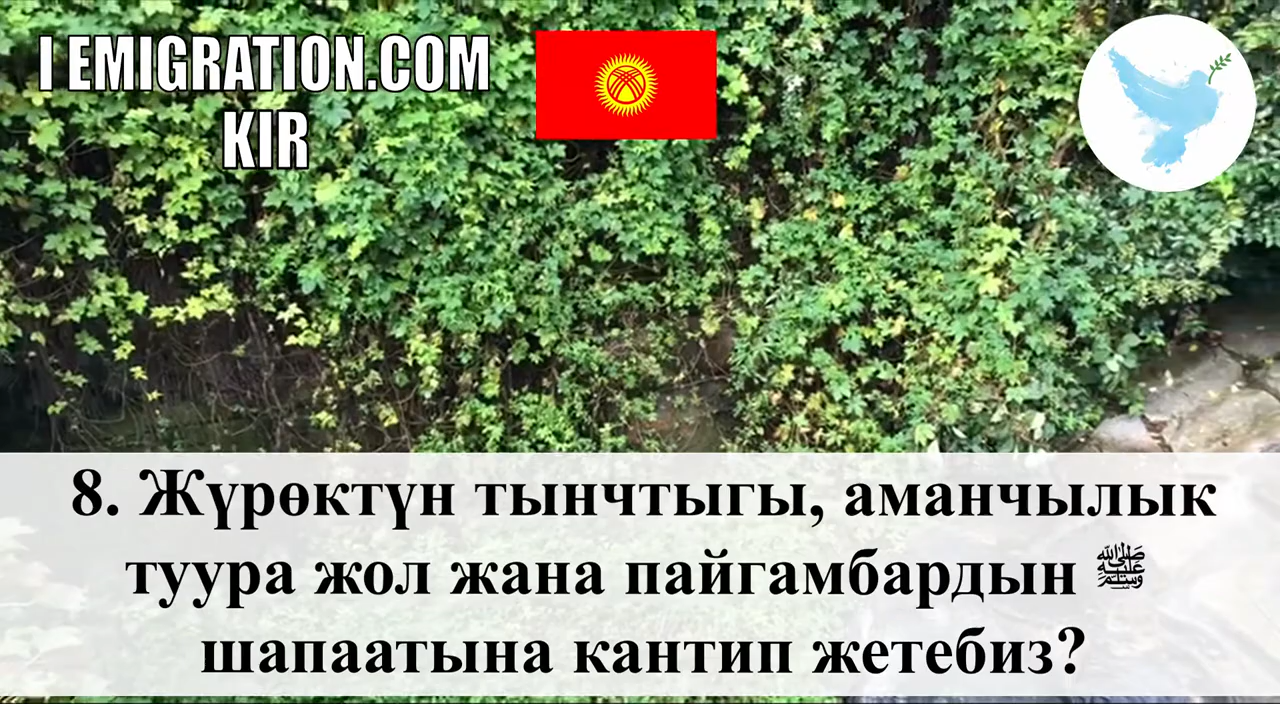 I EMIGRATION.COM
KIR
8. Жүрөктүн тынчтыгы, аманчылык
туура жол жана пайгамбардын ﷺ
шапаатына кантип жетебиз?